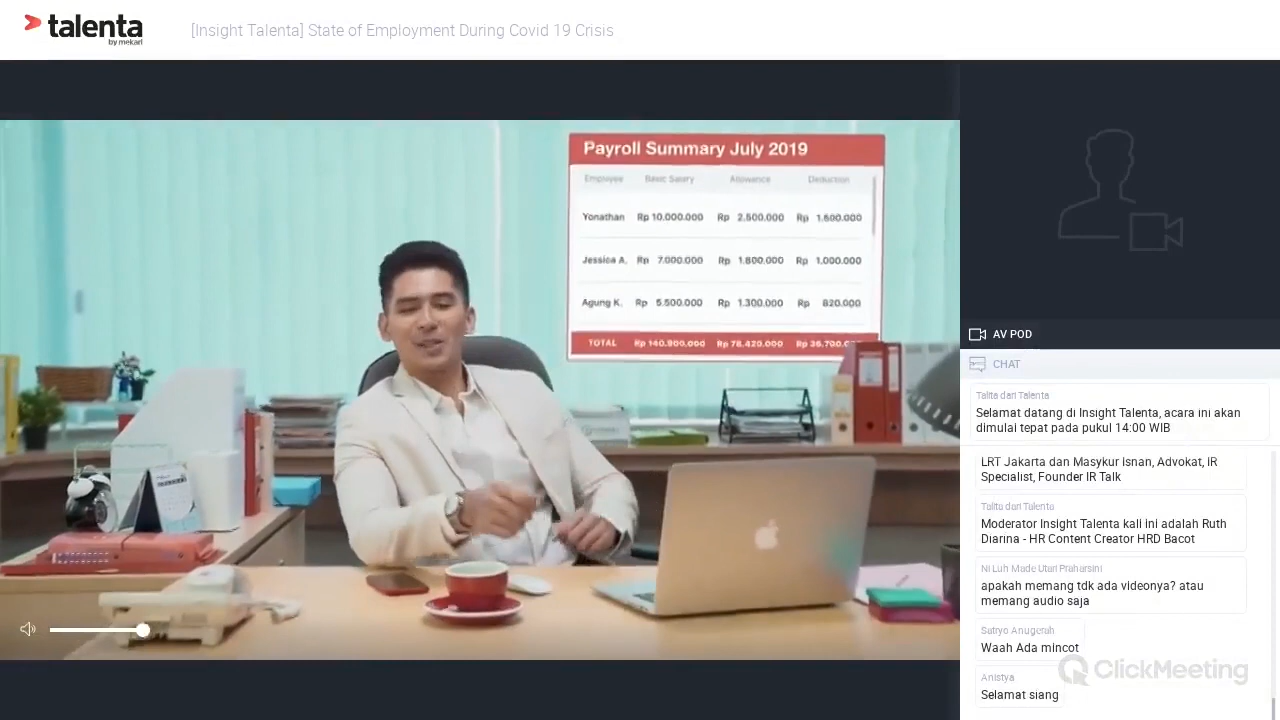 talenta
by mekari
[Insight Talenta] State of Employment During Covid 19 Crisis
Payroll Summary July 2019
Employee Basic Salary Allowance Deduction
Yonathan Rp 10.000.000 Rp 2.500.000 Rp 1.600.000
Jessica A. Rp 7.000.000 Rp 1.800.000 Rp 1.000.000
Agung K. Rp 5.500.000 Rp 1.300.000 Rp 820.000
TOTAL Rp 140.900.000 Rp 78.420.000
AV POD
CHAT
Talita dari Talenta
Selamat datang di Insight Talenta, acara ini akan
dimulai tepat pada pukul 14:00 WIB
LRT Jakarta dan Masykur Isnan, Advokat, IR
Specialist, Founder IR Talk
Talita dari Talenta
Moderator Insight Talenta kali ini adalah Ruth
Diarina - HR Content Creator HRD Bacot
Ni Luh Made Utari Praharsini
apakah memang tdk ada videonya? atau
memang audio saja
Satryo Anugerah
Waah Ada mincot
ClickMeeting
Anistya
Selamat siang